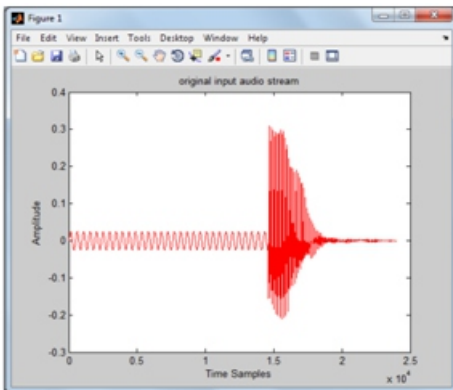 Figure 1
File Edit View Insert Tools Desktop Window Help
original input audio stream
0.4
0.3
0.2
0.1
0
-0.1
-0.2
-0.3
Amplitude
0 0.5 1 1.5 2 2.5
Time Samples
x 10^4